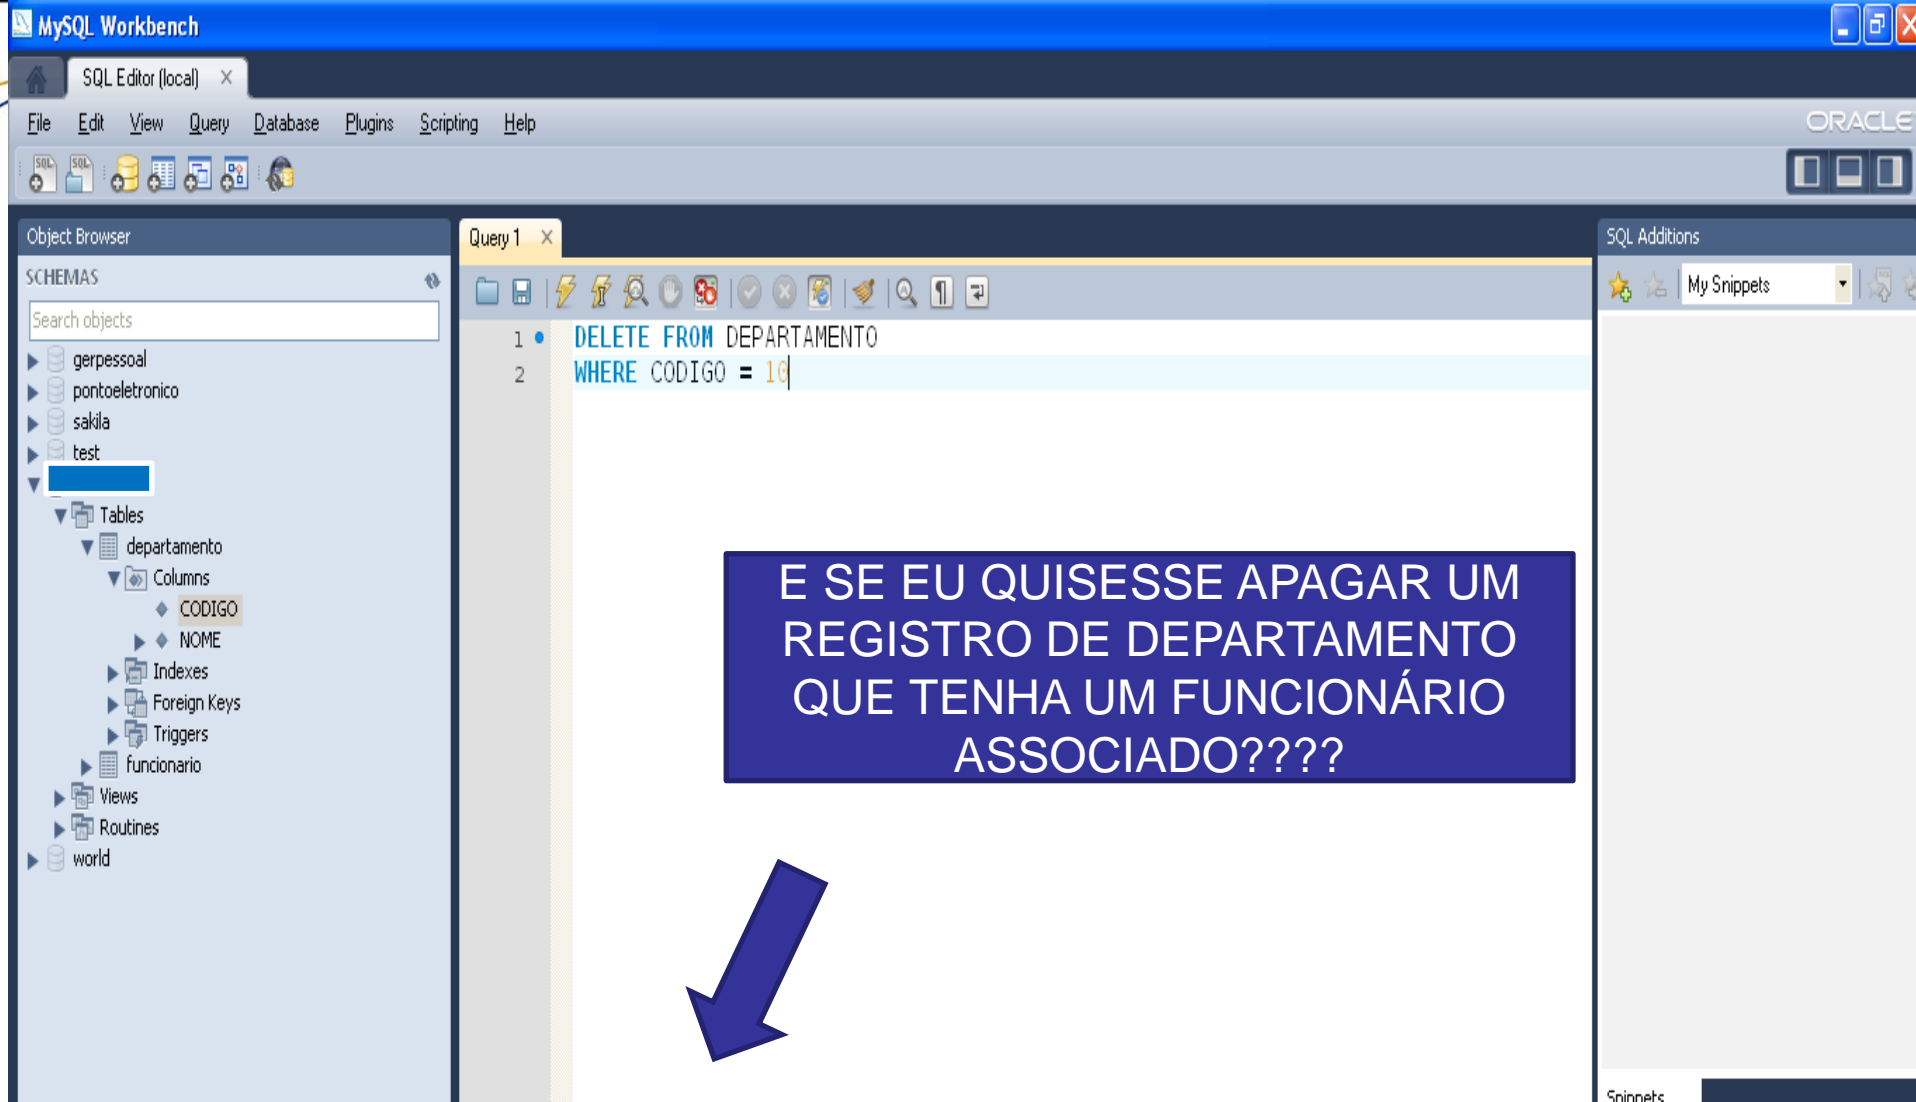 MySQL Workbench
SQL Editor (local)
File Edit View Query Database Plugins Scripting Help
ORACLE
SQL SQL
Object Browser
Query 1
SQL Additions
SCHEMAS
My Snippets
Search objects
1 DELETE FROM DEPARTAMENTO
2 WHERE CODIGO = 10
gerpessoal
pontoeletronico
sakila
test
Tables
departamento
Columns
CODIGO
NOME
Indexes
Foreign Keys
Triggers
funcionario
Views
Routines
world
E SE EU QUISESSE APAGAR UM
REGISTRO DE DEPARTAMENTO
QUE TENHA UM FUNCIONÁRIO
ASSOCIADO????
Snippets